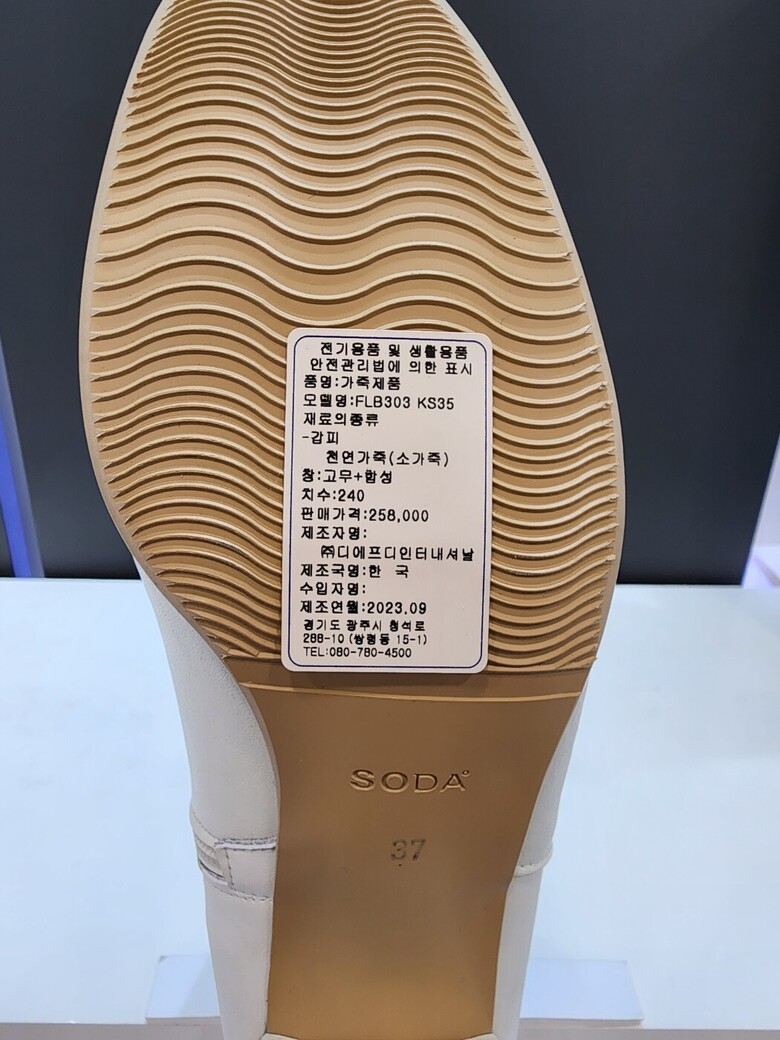 전기용품 및 생활용품
안전관리법에 의한 표시
품명:가죽제품
모델명:FLB303 KS35
재료의종류
-갑피
천연가죽(소가죽)
창:고무+합성
치수:240
판매가격:258,000
제조자명:
㈜디에프디인터내셔날
제조국명:한 국
수입자명:
제조연월:2023.09
경기도 광주시 청석로
288-10 (쌍령동 15-1)
TEL:080-780-4500
SODA
37